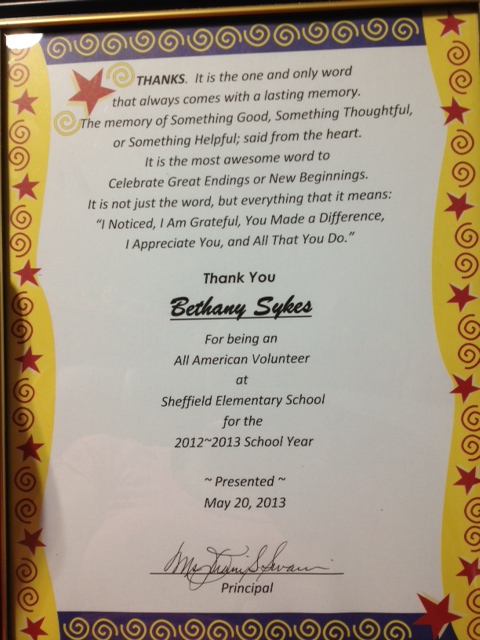 THANKS. It is the one and only word
that always comes with a lasting memory.
The memory of Something Good, Something Thoughtful,
or Something Helpful; said from the heart.
It is the most awesome word to
Celebrate Great Endings or New Beginnings.
It is not just the word, but everything that it means:
“I Noticed, I Am Grateful, You Made a Difference,
I Appreciate You, and All That You Do.”
Thank You
Bethany Sykes
For being an
All American Volunteer
at
Sheffield Elementary School
for the
2012~2013 School Year
~ Presented ~
May 20, 2013
Principal